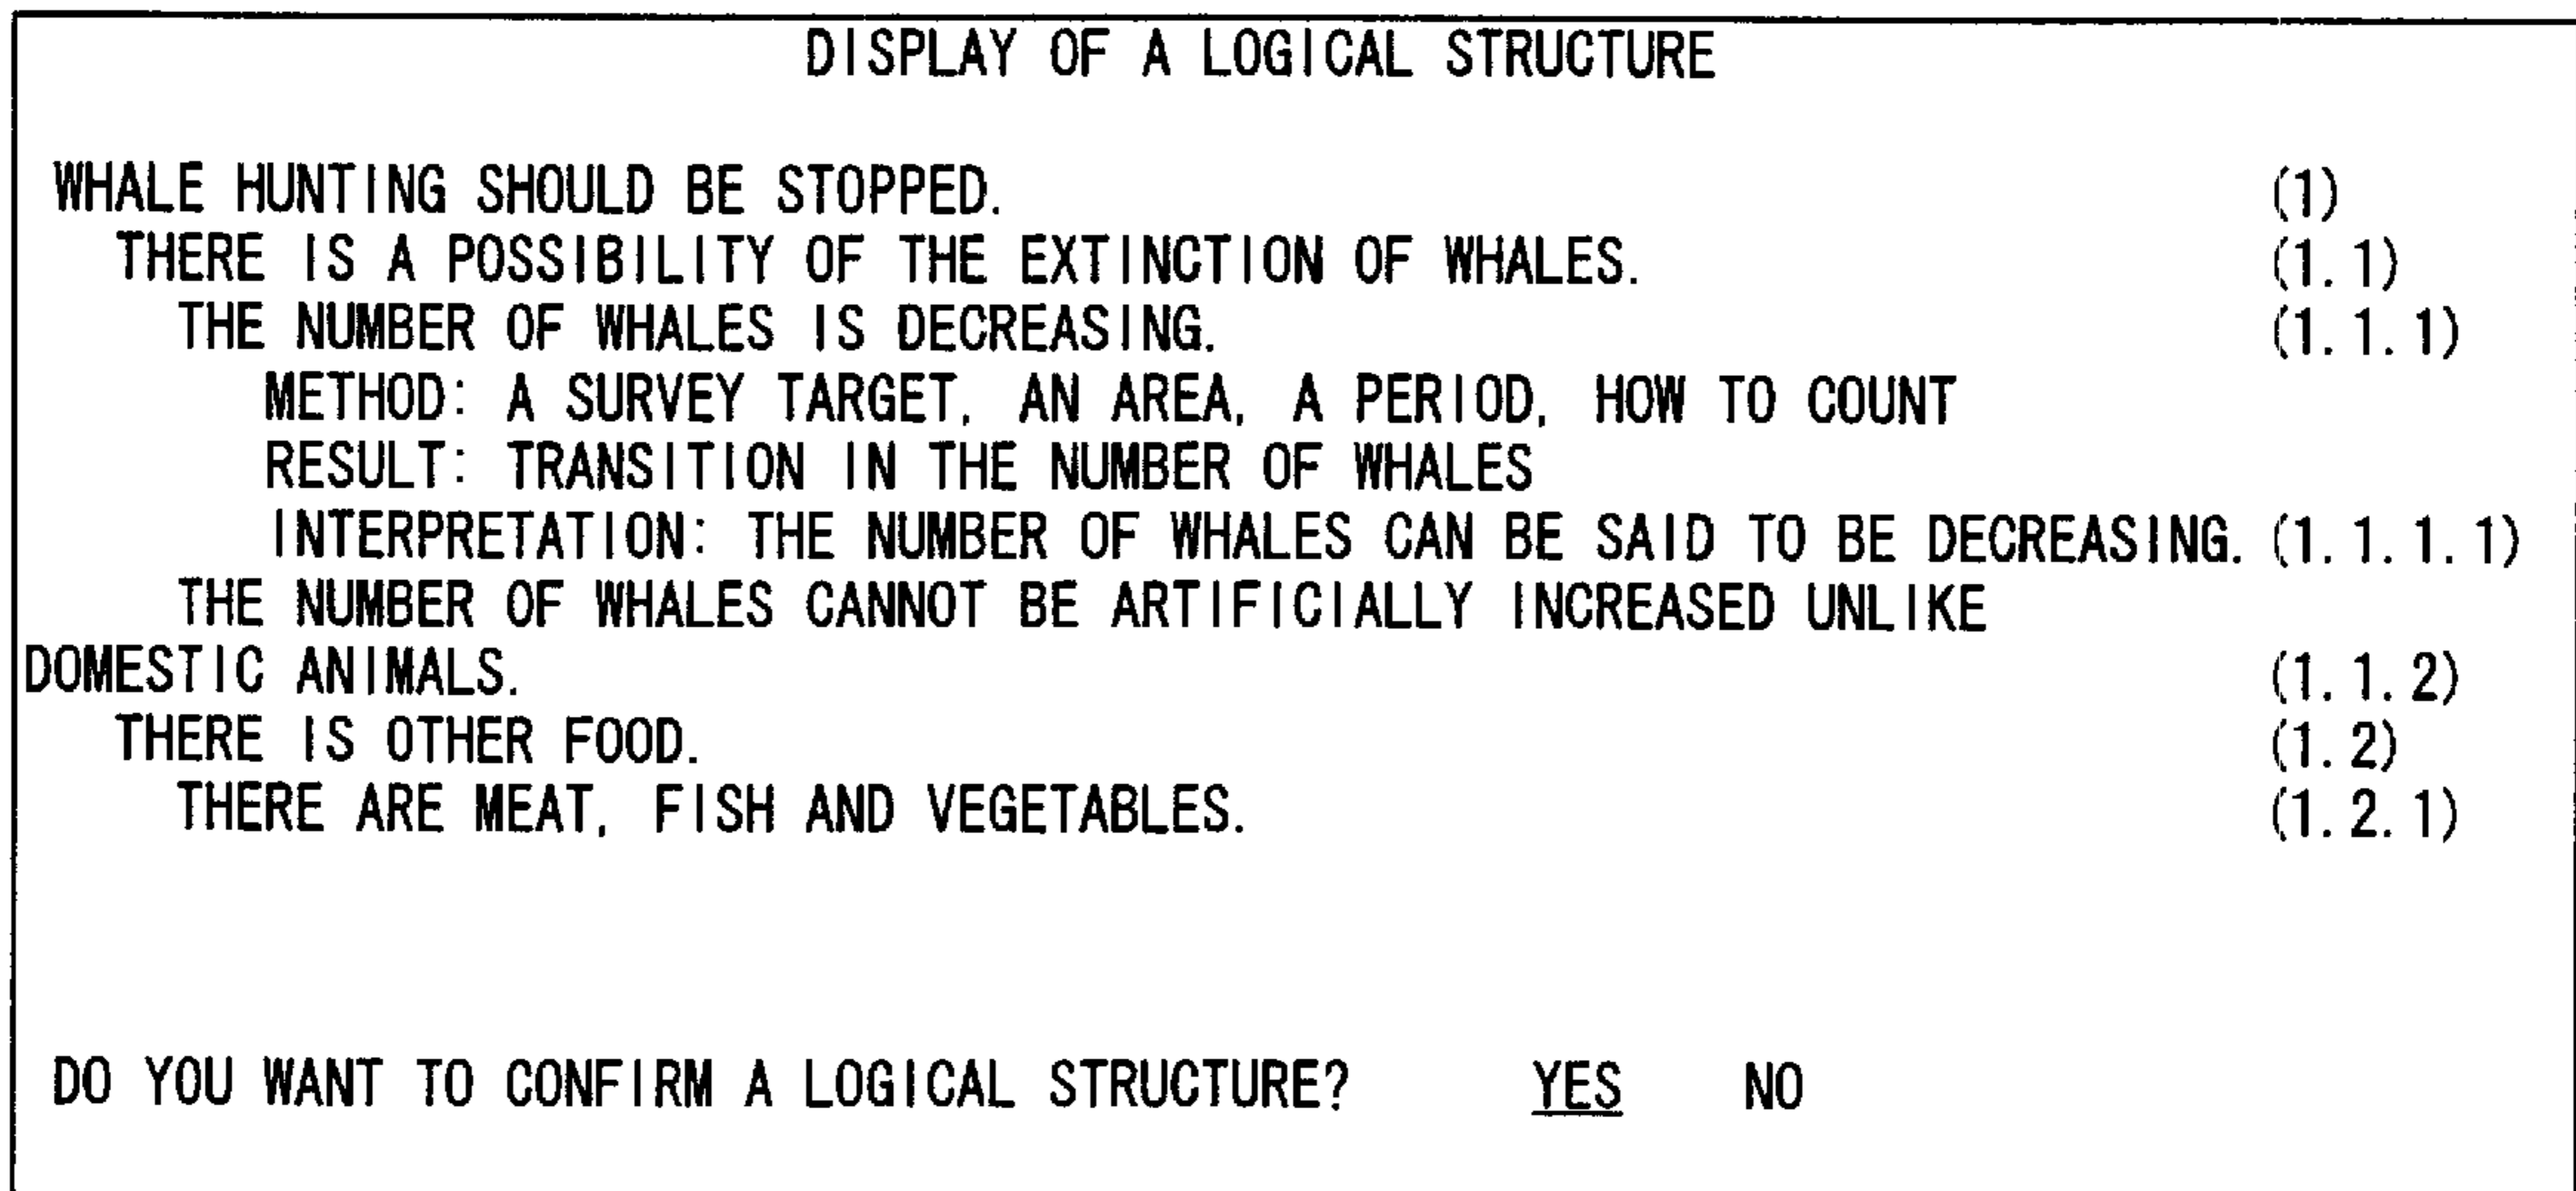 DISPLAY OF A LOGICAL STRUCTURE
WHALE HUNTING SHOULD BE STOPPED. (1)
THERE IS A POSSIBILITY OF THE EXTINCTION OF WHALES. (1.1)
THE NUMBER OF WHALES IS DECREASING. (1.1.1)
METHOD: A SURVEY TARGET, AN AREA, A PERIOD, HOW TO COUNT
RESULT: TRANSITION IN THE NUMBER OF WHALES
INTERPRETATION: THE NUMBER OF WHALES CAN BE SAID TO BE DECREASING. (1.1.1.1)
THE NUMBER OF WHALES CANNOT BE ARTIFICIALLY INCREASED UNLIKE
DOMESTIC ANIMALS. (1.1.2)
THERE IS OTHER FOOD. (1.2)
THERE ARE MEAT, FISH AND VEGETABLES. (1.2.1)
DO YOU WANT TO CONFIRM A LOGICAL STRUCTURE? YES NO